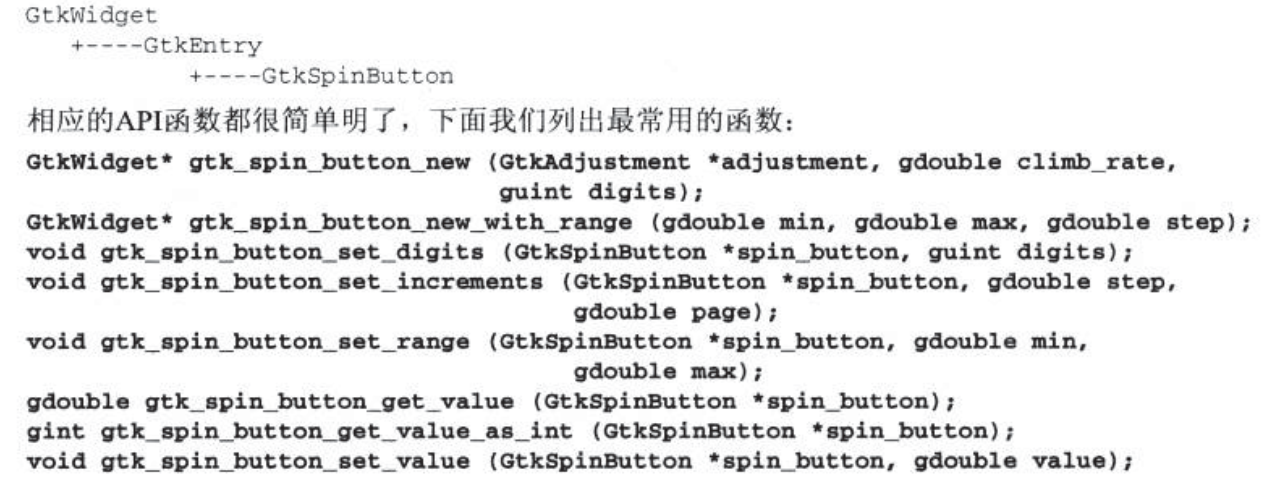 GtkWidget
+----GtkEntry
+----GtkSpinButton
相应的API函数都很简单明了，下面我们列出最常用的函数：
GtkWidget* gtk_spin_button_new (GtkAdjustment *adjustment, gdouble climb_rate,
guint digits);
GtkWidget* gtk_spin_button_new_with_range (gdouble min, gdouble max, gdouble step);
void gtk_spin_button_set_digits (GtkSpinButton *spin_button, guint digits);
void gtk_spin_button_set_increments (GtkSpinButton *spin_button, gdouble step,
gdouble page);
void gtk_spin_button_set_range (GtkSpinButton *spin_button, gdouble min,
gdouble max);
gdouble gtk_spin_button_get_value (GtkSpinButton *spin_button);
gint gtk_spin_button_get_value_as_int (GtkSpinButton *spin_button);
void gtk_spin_button_set_value (GtkSpinButton *spin_button, gdouble value);